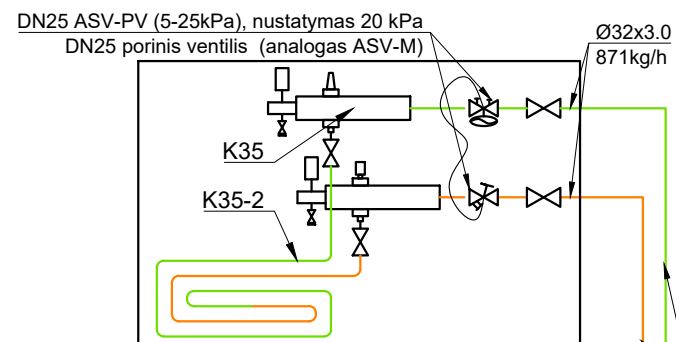 DN25 ASV-PV (5-25kPa), nustatymas 20 kPa
DN25 porinis ventilis (analogas ASV-M)
Ø32x3.0
871kg/h
K35
K35-2